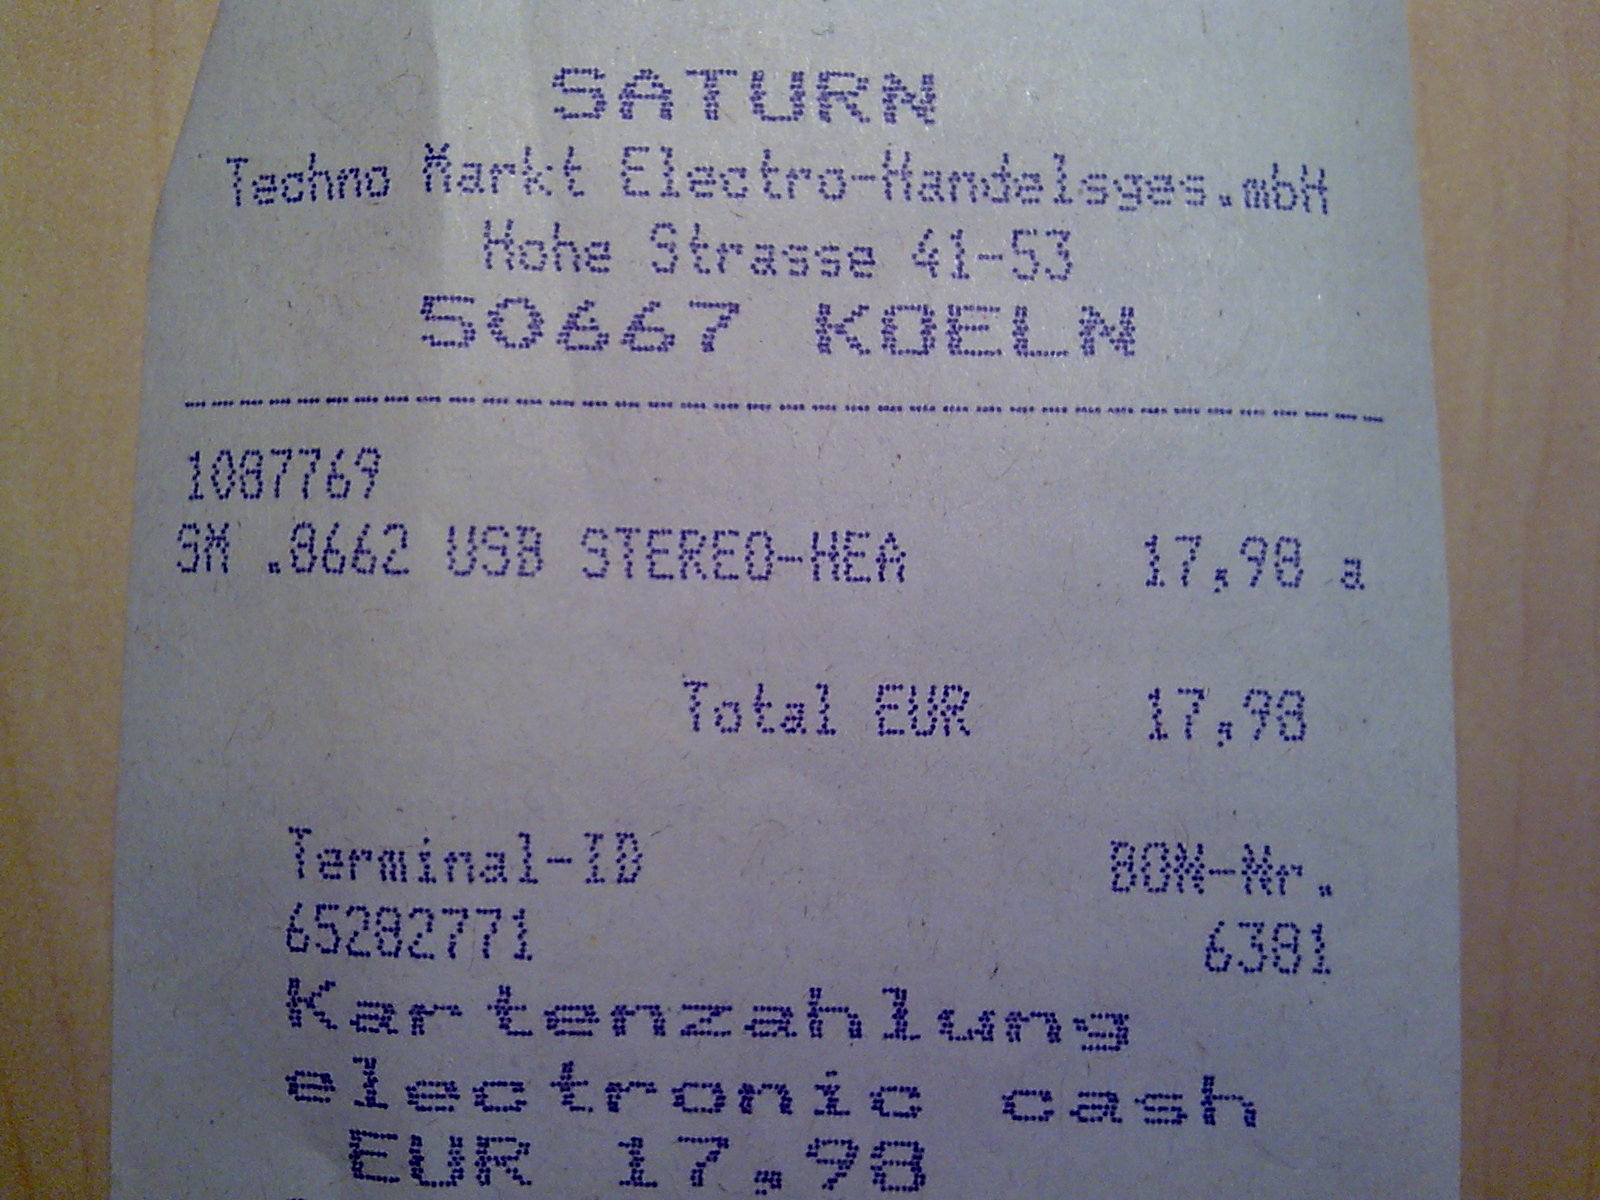 SATURN
Techno Markt Electro-Handelsges.mbH
Hohe Strasse 41-53
50667 KOELN
1087769
SM .8662 USB STEREO-HEA 17,98 a
Total EUR 17,98
Terminal-ID BON-Nr.
65282771 6381
Kartenzahlung
electronic cash
EUR 17,98